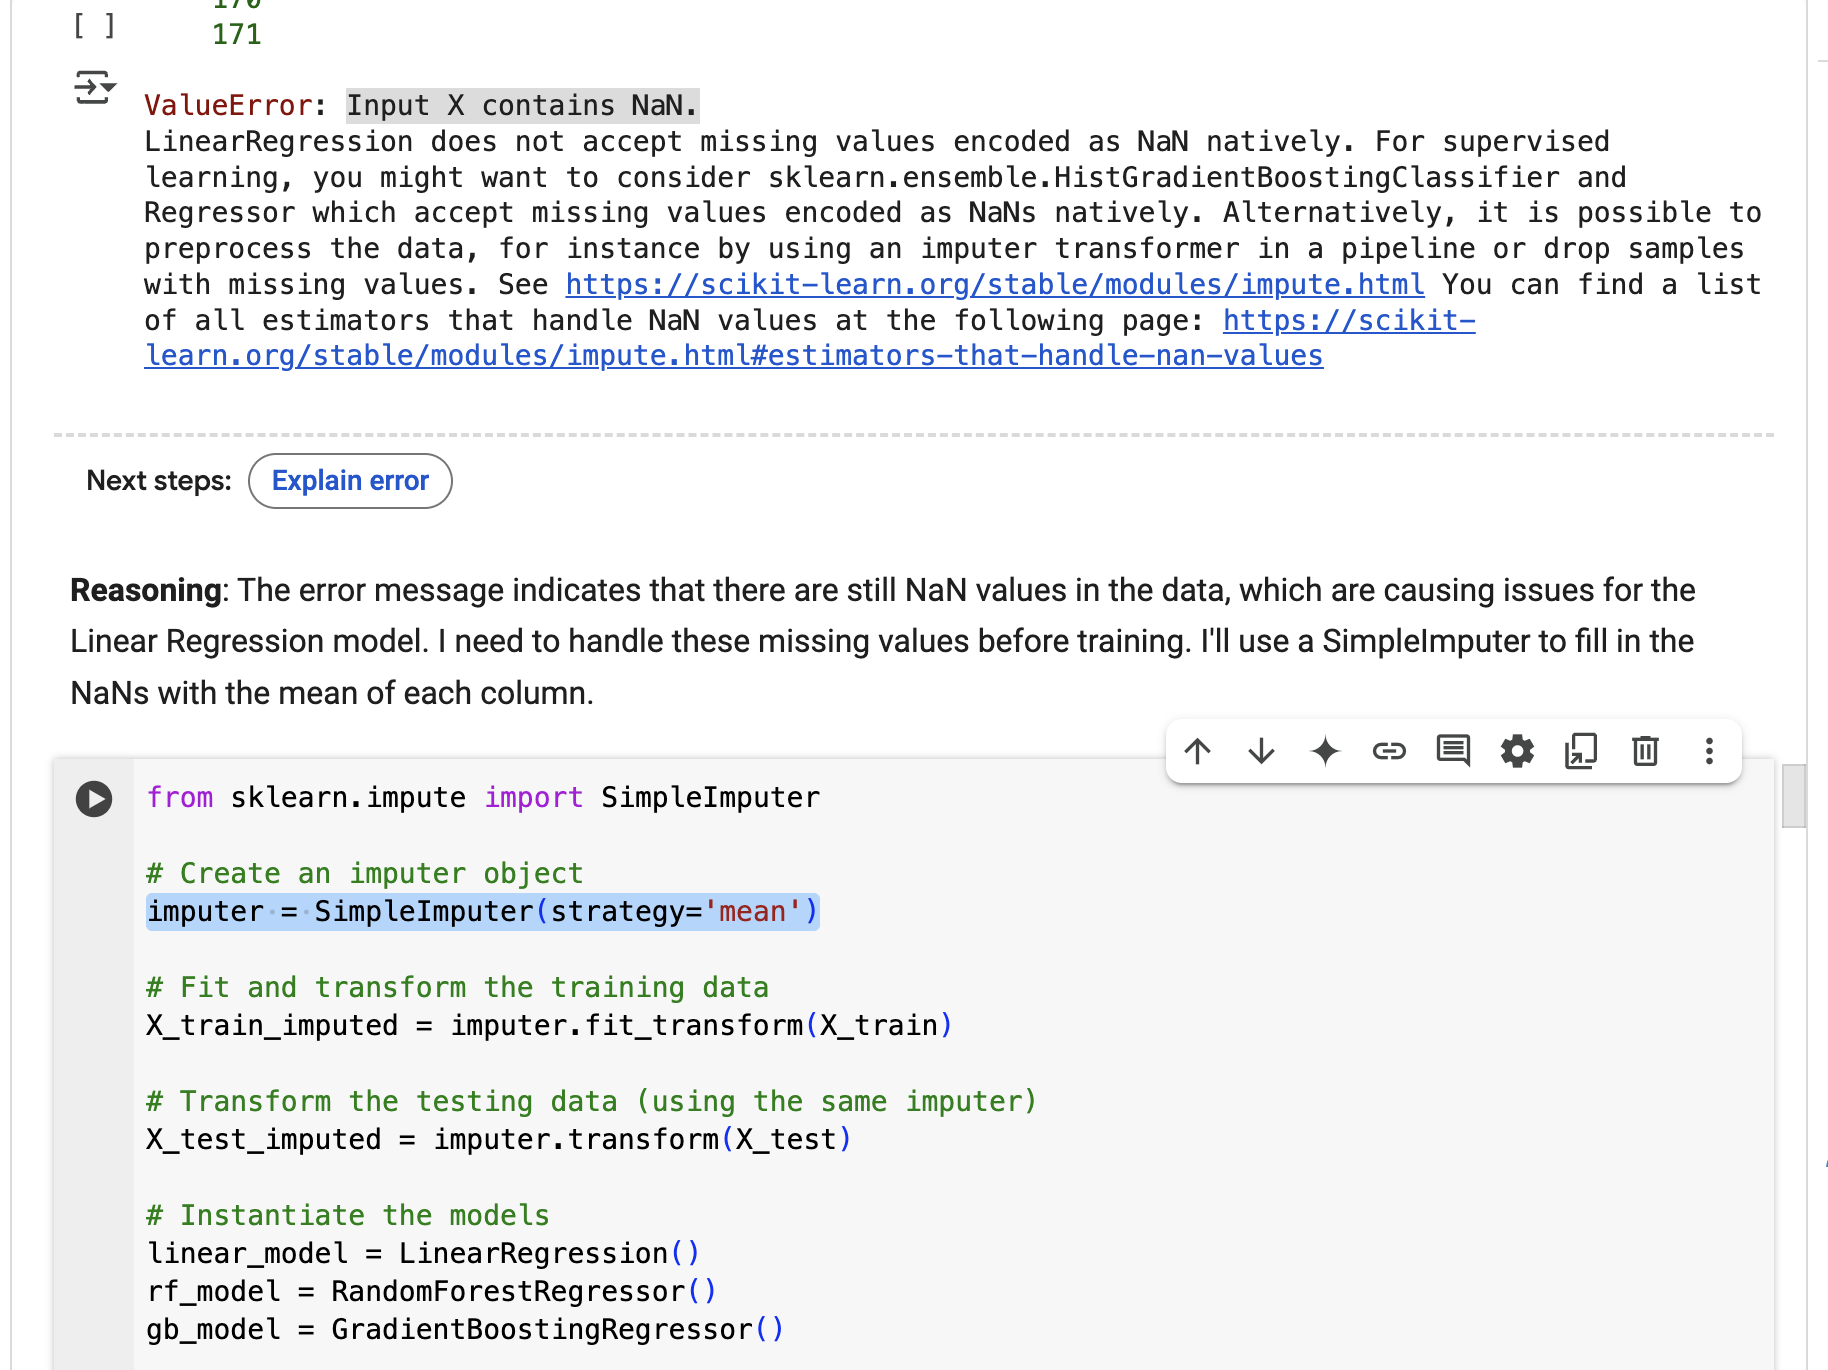 [ ]
170
171
ValueError: Input X contains NaN.
LinearRegression does not accept missing values encoded as NaN natively. For supervised
learning, you might want to consider sklearn.ensemble.HistGradientBoostingClassifier and
Regressor which accept missing values encoded as NaNs natively. Alternatively, it is possible to
preprocess the data, for instance by using an imputer transformer in a pipeline or drop samples
with missing values. See https://scikit-learn.org/stable/modules/impute.html You can find a list
of all estimators that handle NaN values at the following page: https://scikit-
learn.org/stable/modules/impute.html#estimators-that-handle-nan-values
Next steps: Explain error
Reasoning: The error message indicates that there are still NaN values in the data, which are causing issues for the
Linear Regression model. I need to handle these missing values before training. I'll use a SimpleImputer to fill in the
NaNs with the mean of each column.
from sklearn.impute import SimpleImputer
# Create an imputer object
imputer = SimpleImputer(strategy='mean')
# Fit and transform the training data
X_train_imputed = imputer.fit_transform(X_train)
# Transform the testing data (using the same imputer)
X_test_imputed = imputer.transform(X_test)
# Instantiate the models
linear_model = LinearRegression()
rf_model = RandomForestRegressor()
gb_model = GradientBoostingRegressor()